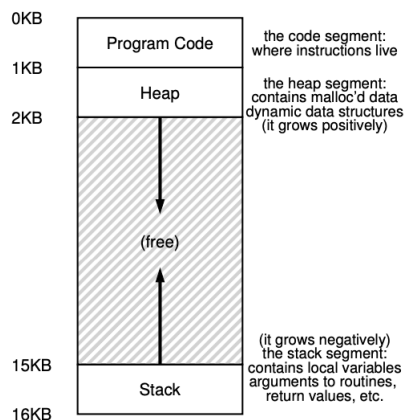 0KB
Program Code
the code segment:
where instructions live
1KB
Heap
the heap segment:
contains malloc'd data
dynamic data structures
(it grows positively)
2KB
(free)
(it grows negatively)
the stack segment:
contains local variables
arguments to routines,
return values, etc.
15KB
Stack
16KB